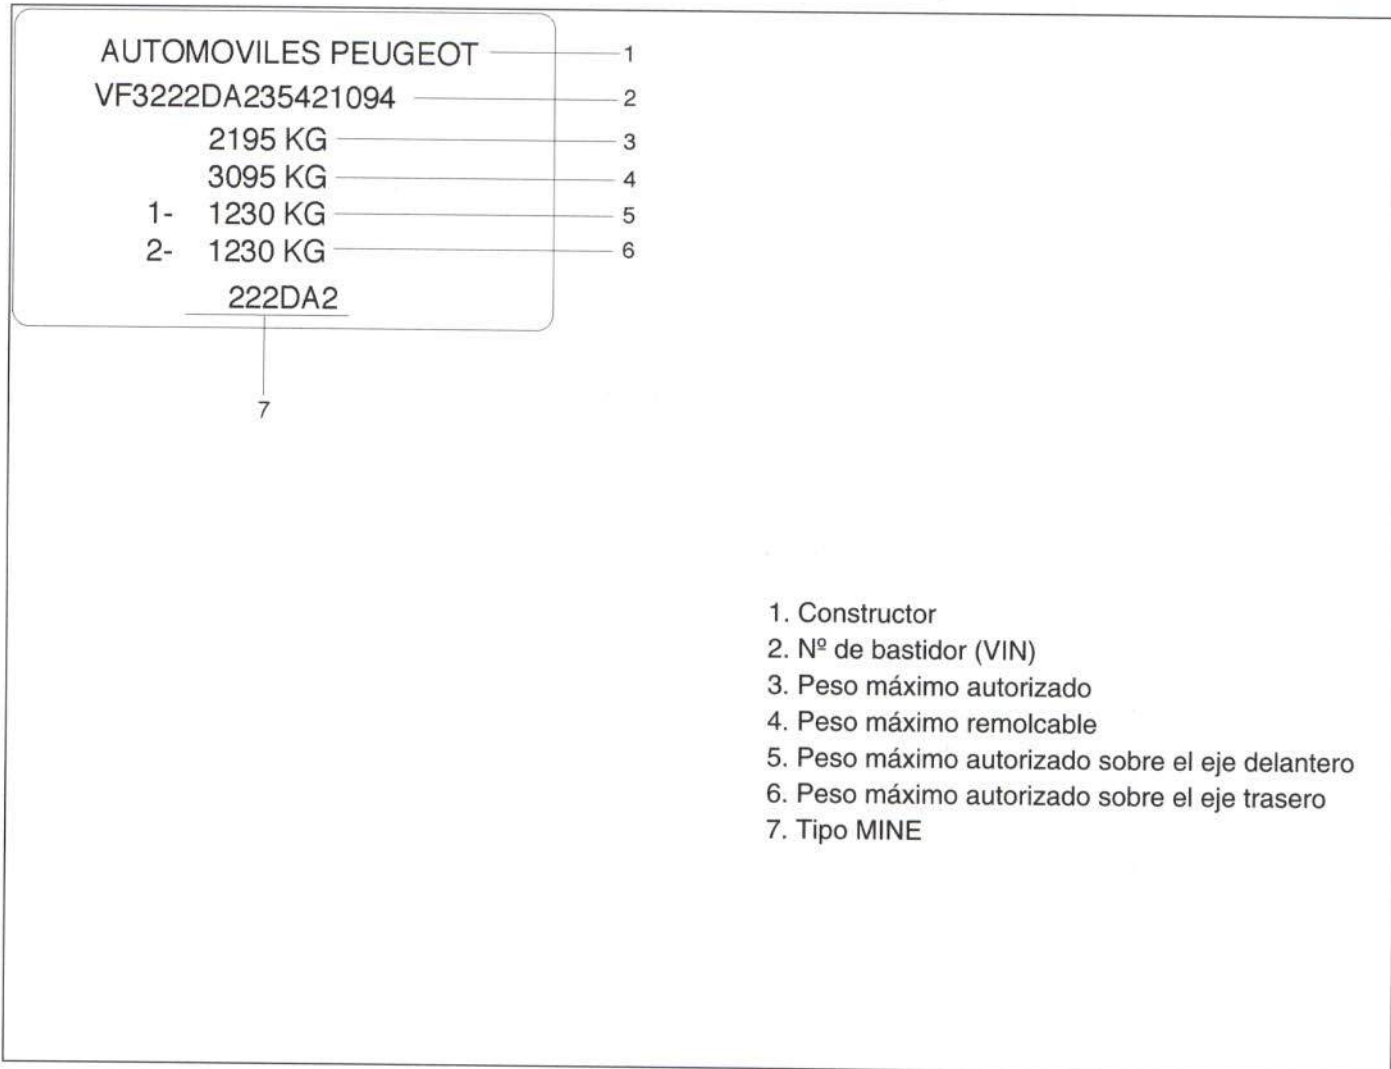 AUTOMOVILES PEUGEOT 1
VF3222DA235421094 2
2195 KG 3
3095 KG 4
1- 1230 KG 5
2- 1230 KG 6
222DA2
7
1. Constructor
2. Nº de bastidor (VIN)
3. Peso máximo autorizado
4. Peso máximo remolcable
5. Peso máximo autorizado sobre el eje delantero
6. Peso máximo autorizado sobre el eje trasero
7. Tipo MINE